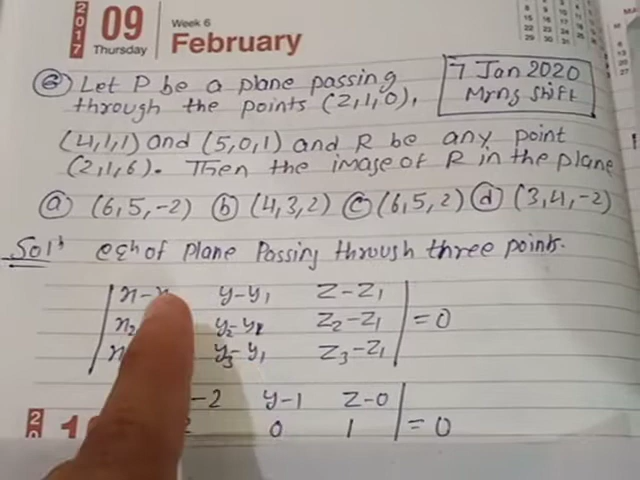 2017 09 Thursday Week 6 February
⑥ Let P be a plane passing
through the points (2,1,0),
7 Jan 2020
Mrng Shift
(4,1,1) and (5,0,1) and R be any point
(2,1,6). Then the image of R in the plane
ⓐ (6,5,-2) ⓑ (4,3,2) ⓒ (6,5,2) ⓓ (3,4,-2)
Solⁿ eqn of Plane Passing through three points.
x-x y-y₁ z-z₁
x₂ y₂-y₁ z₂-z₁ = 0
y₃-y₁ z₃-z₁
-2 y-1 z-0
0 1 = 0